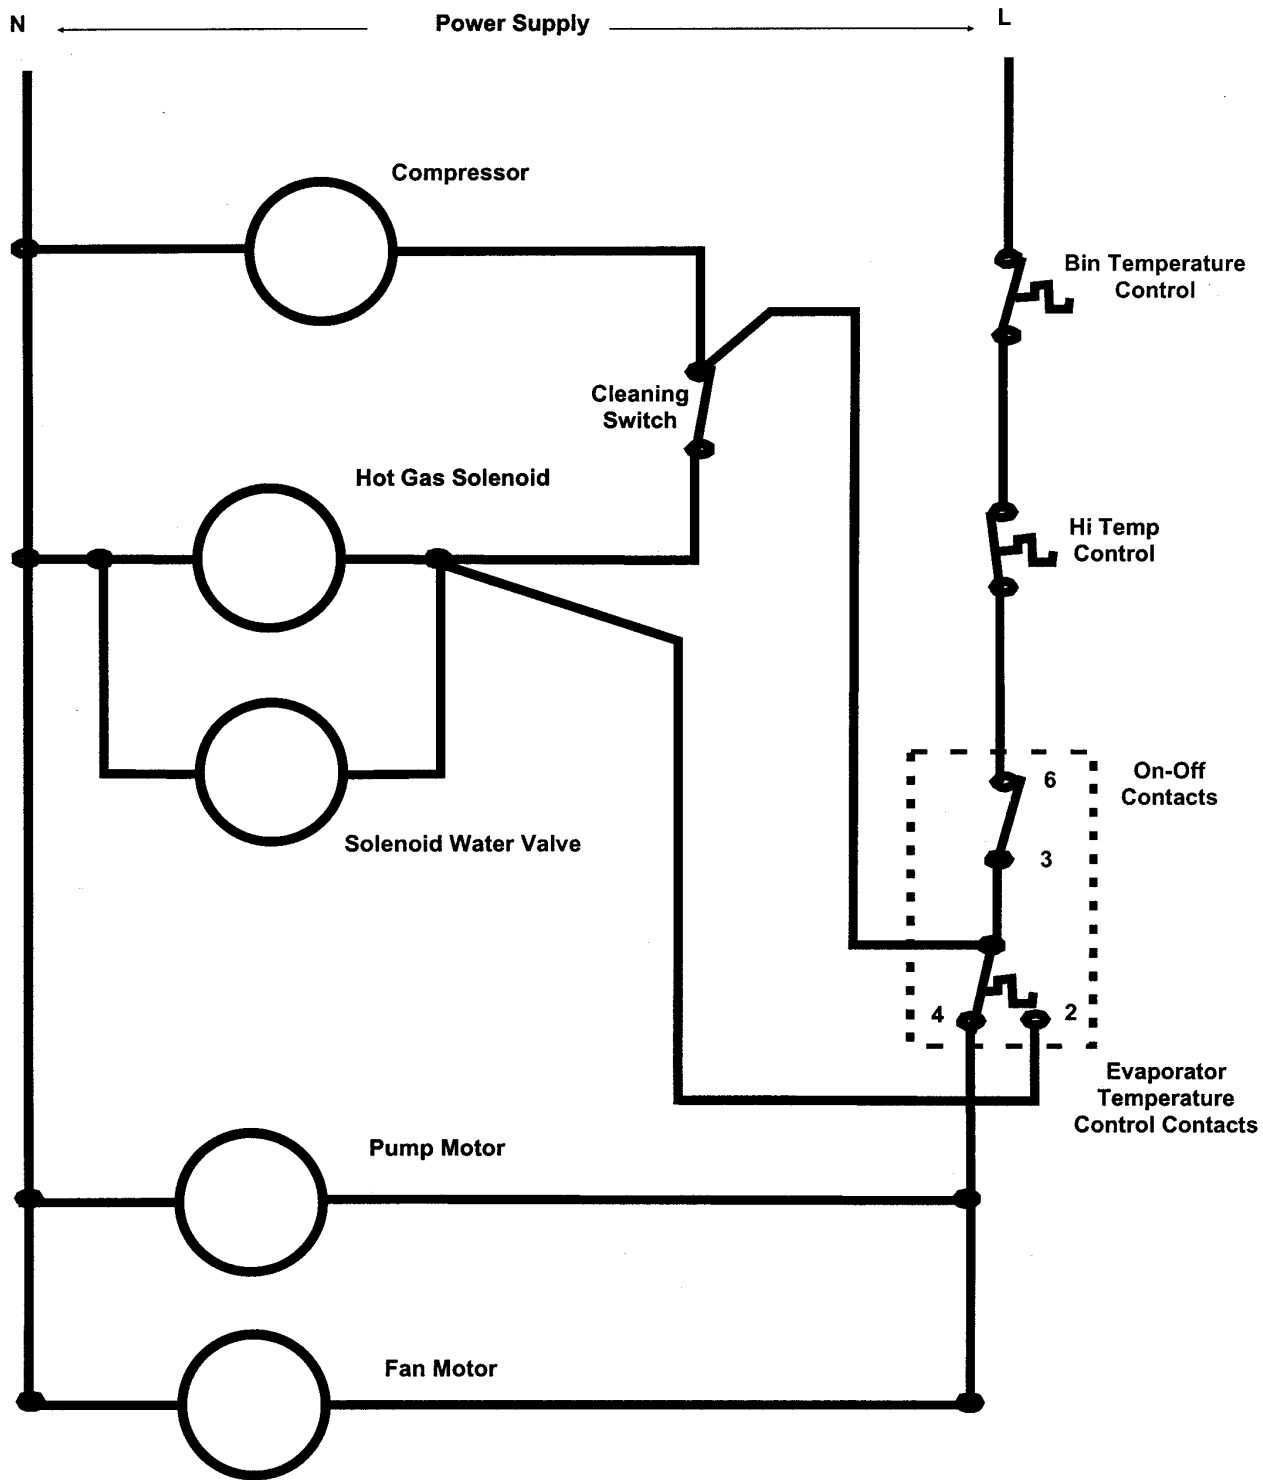 N
Power Supply
L
Compressor
Bin Temperature
Control
Cleaning
Switch
Hot Gas Solenoid
Hi Temp
Control
On-Off
Contacts
6
3
Solenoid Water Valve
4
2
Evaporator
Temperature
Control Contacts
Pump Motor
Fan Motor